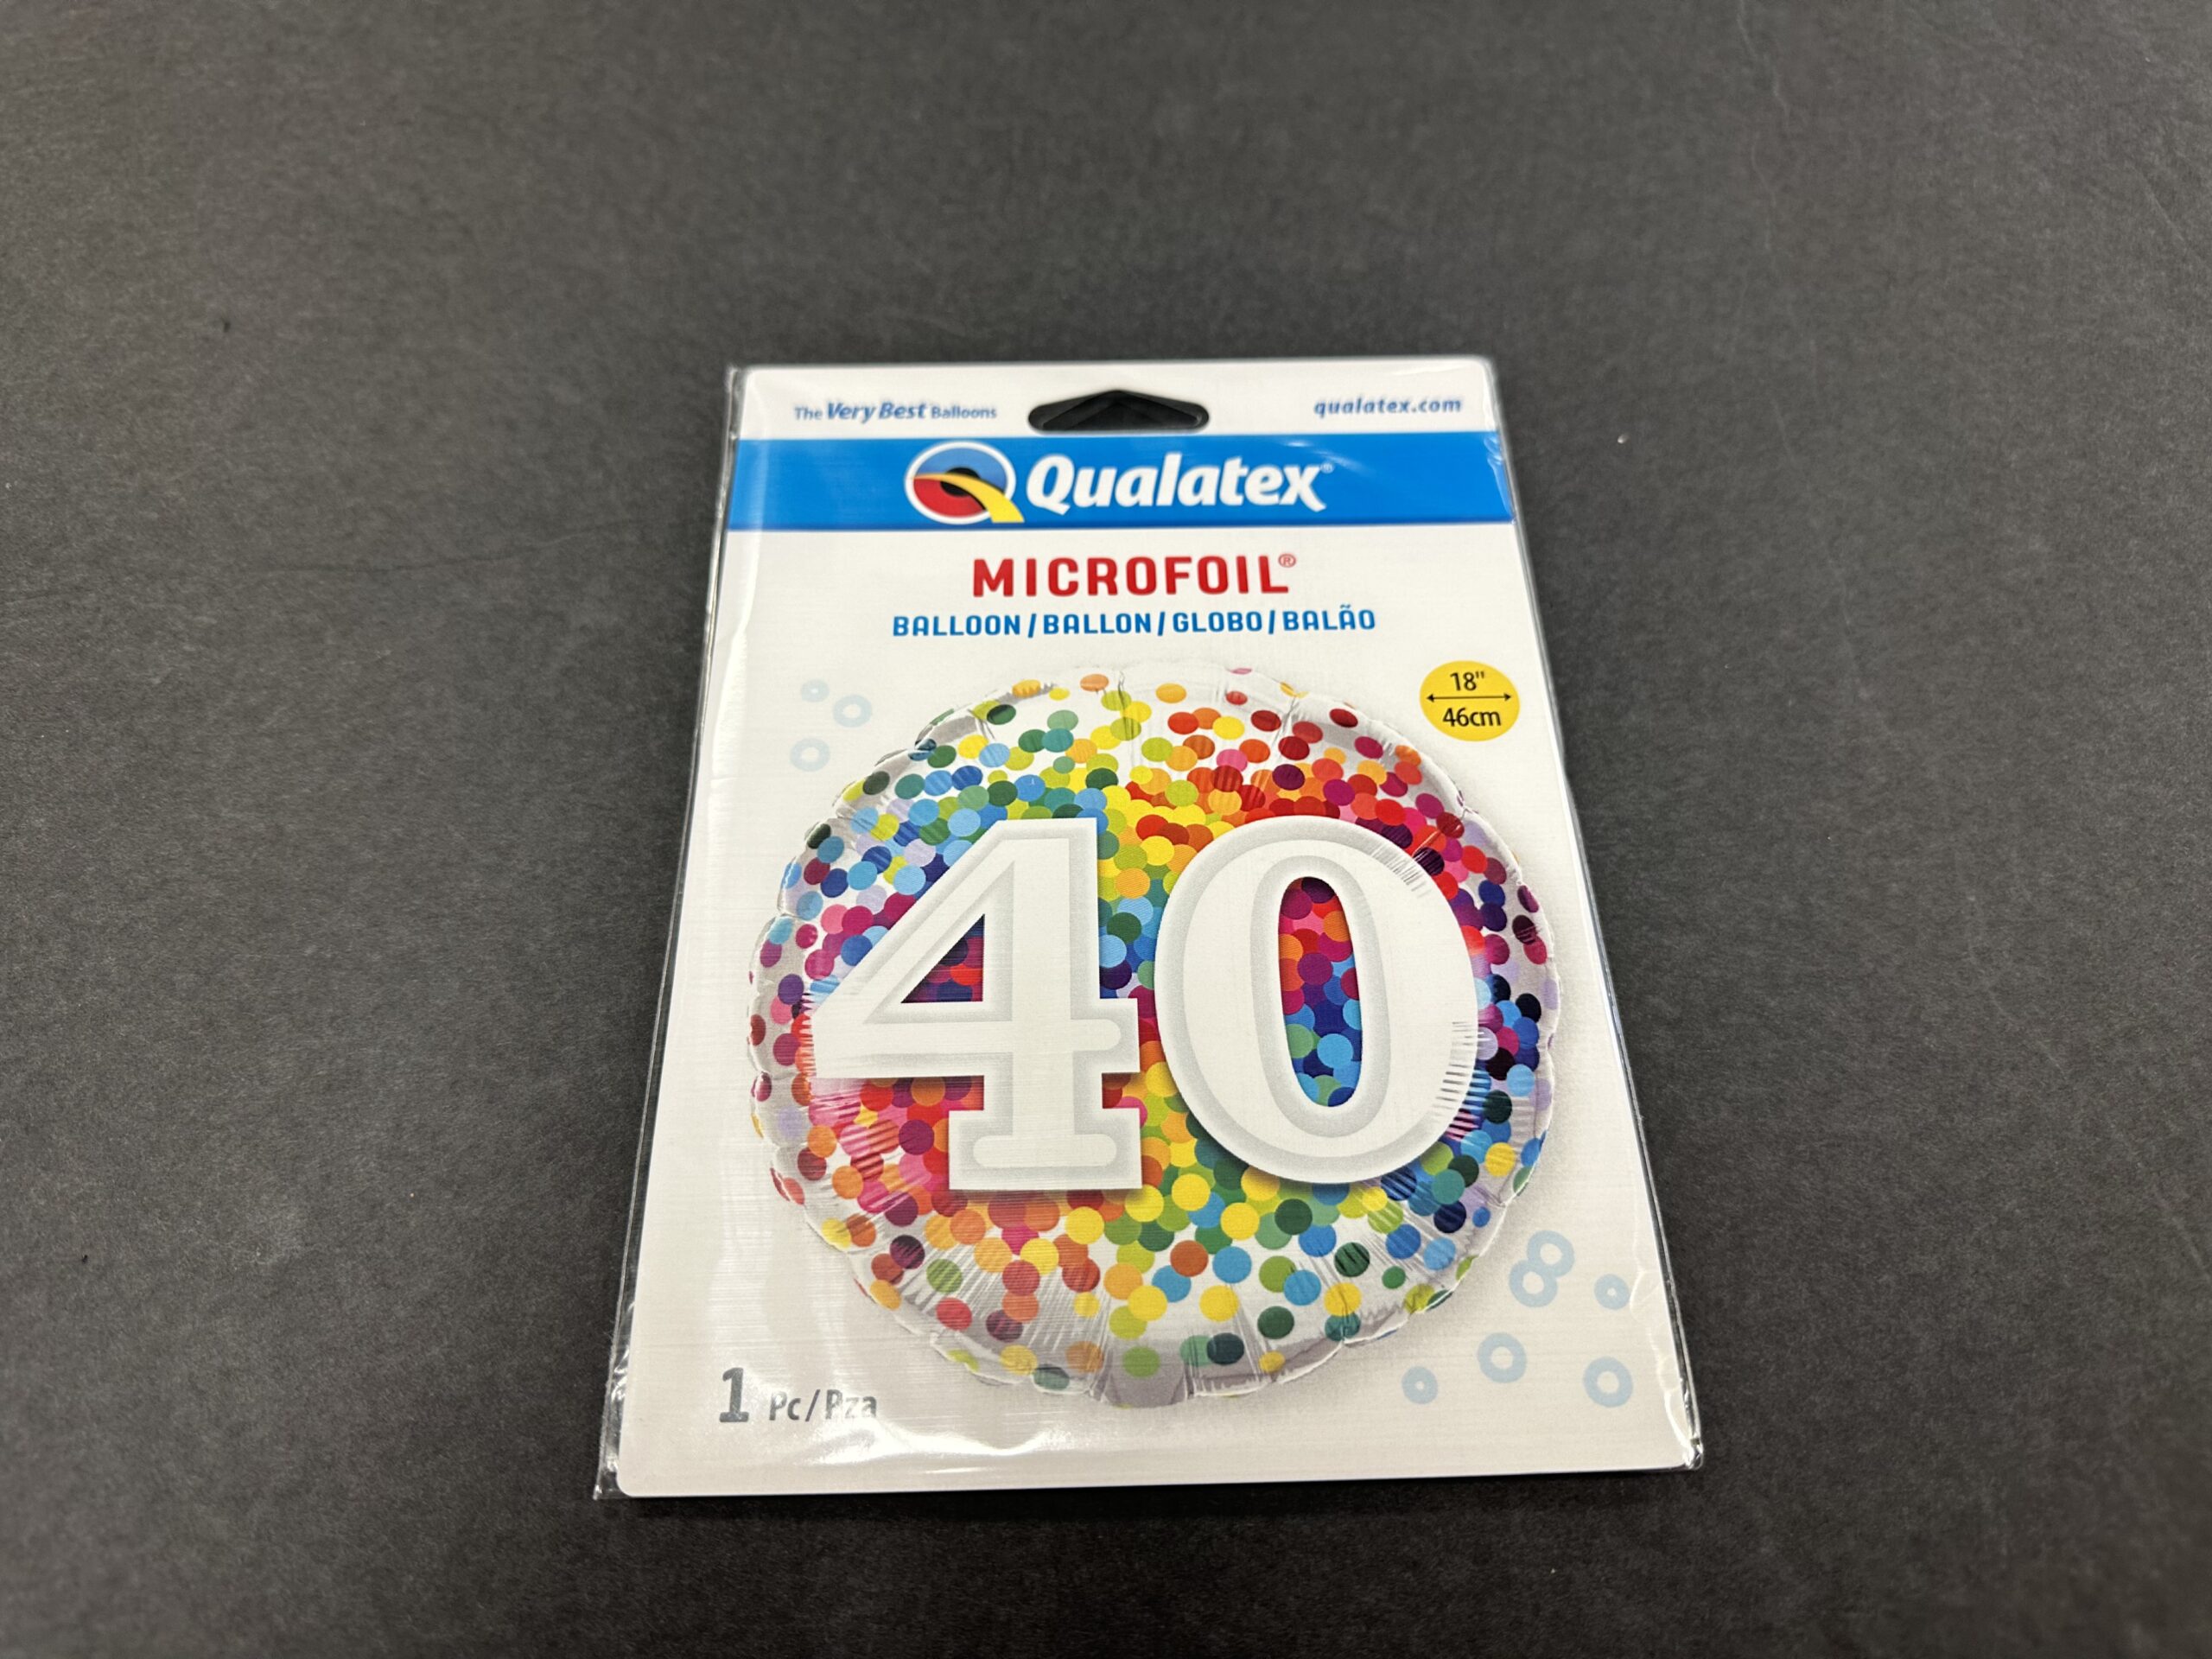 The Very Best Balloons
qualatex.com
Qualatex®
MICROFOIL®
BALLOON / BALLON / GLOBO / BALÃO
18"
46cm
40
1 Pc/Pza